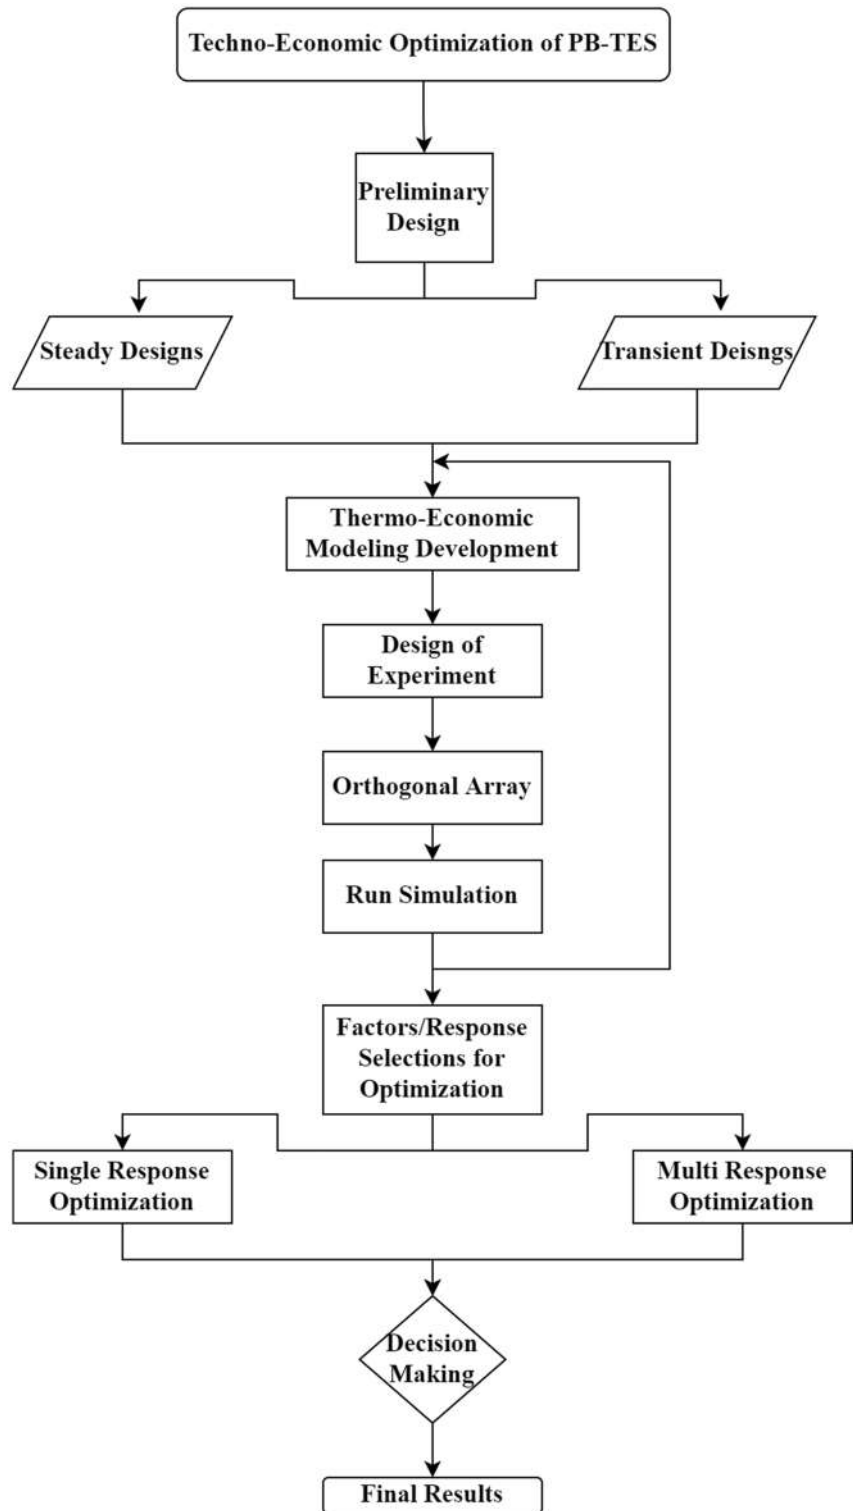 Techno-Economic Optimization of PB-TES
Preliminary
Design
Steady Designs
Transient Deisngs
Thermo-Economic
Modeling Development
Design of
Experiment
Orthogonal Array
Run Simulation
Factors/Response
Selections for
Optimization
Single Response
Optimization
Multi Response
Optimization
Decision
Making
Final Results